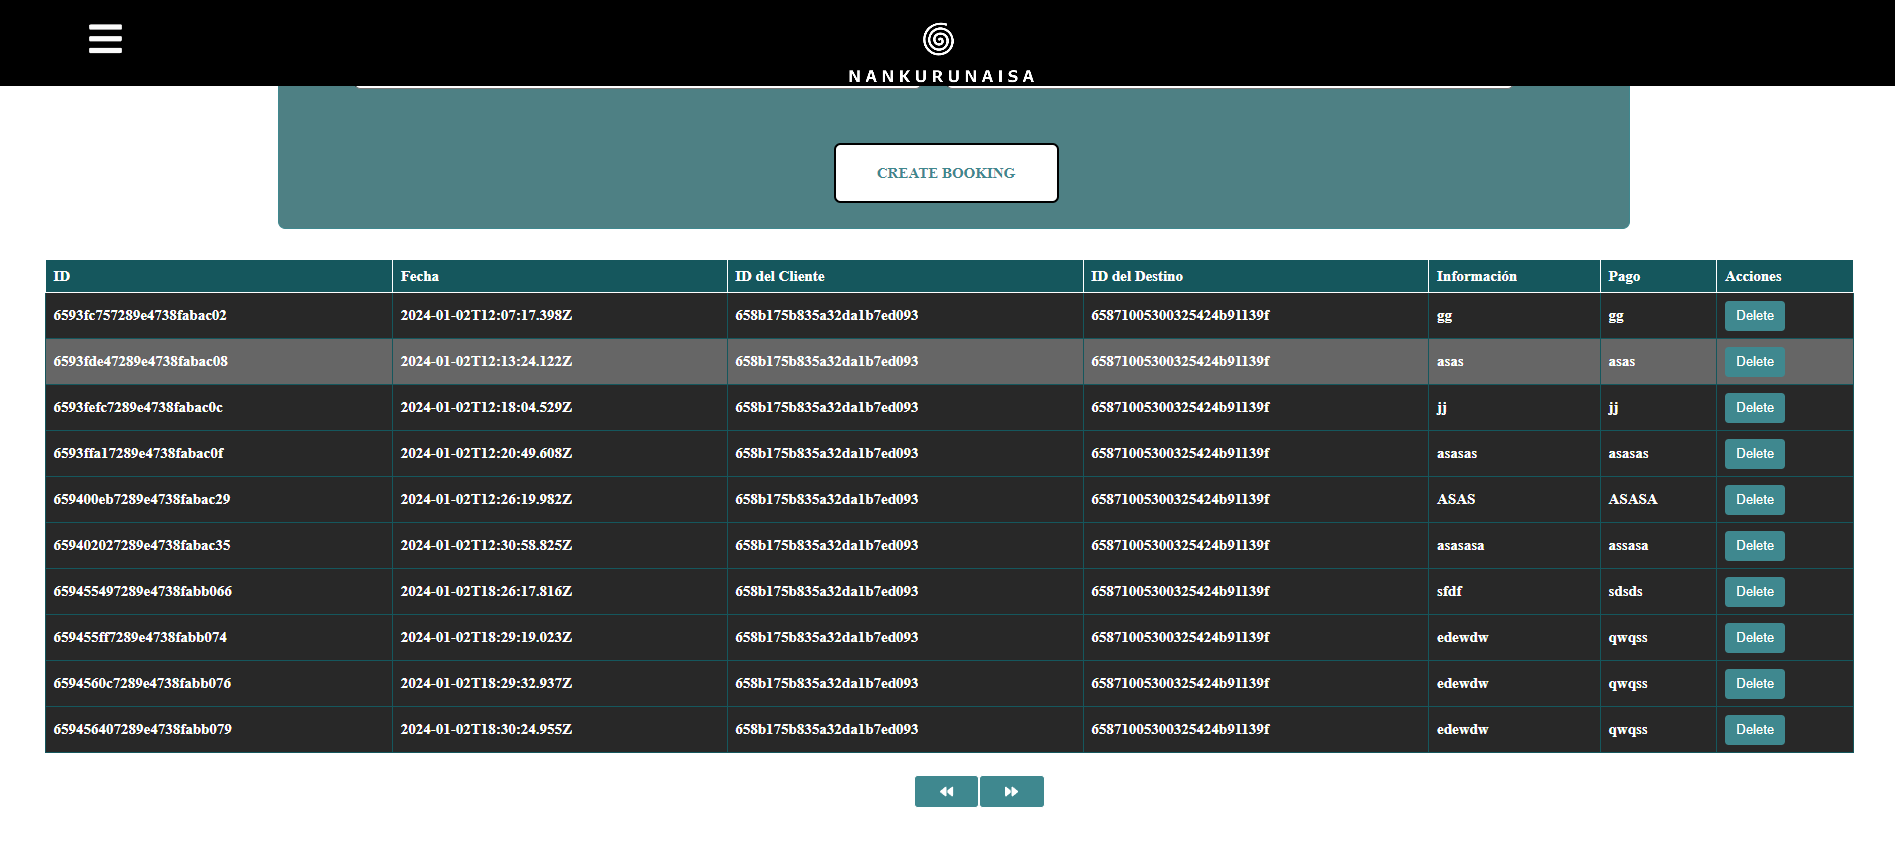 NANKURUNAISA
CREATE BOOKING
ID Fecha ID del Cliente ID del Destino Información Pago Acciones
6593fc757289e4738fabac02 2024-01-02T12:07:17.398Z 658b175b835a32da1b7ed093 65871005300325424b91139f gg gg Delete
6593fde47289e4738fabac08 2024-01-02T12:13:24.122Z 658b175b835a32da1b7ed093 65871005300325424b91139f asas asas Delete
6593fefc7289e4738fabac0c 2024-01-02T12:18:04.529Z 658b175b835a32da1b7ed093 65871005300325424b91139f jj jj Delete
6593ffa17289e4738fabac0f 2024-01-02T12:20:49.608Z 658b175b835a32da1b7ed093 65871005300325424b91139f asasas asasas Delete
659400eb7289e4738fabac29 2024-01-02T12:26:19.982Z 658b175b835a32da1b7ed093 65871005300325424b91139f ASAS ASASA Delete
659402027289e4738fabac35 2024-01-02T12:30:58.825Z 658b175b835a32da1b7ed093 65871005300325424b91139f asasasa assasa Delete
659455497289e4738fabb066 2024-01-02T18:26:17.816Z 658b175b835a32da1b7ed093 65871005300325424b91139f sfdf sdsds Delete
659455ff7289e4738fabb074 2024-01-02T18:29:19.023Z 658b175b835a32da1b7ed093 65871005300325424b91139f edewdw qwqss Delete
6594560c7289e4738fabb076 2024-01-02T18:29:32.937Z 658b175b835a32da1b7ed093 65871005300325424b91139f edewdw qwqss Delete
659456407289e4738fabb079 2024-01-02T18:30:24.955Z 658b175b835a32da1b7ed093 65871005300325424b91139f edewdw qwqss Delete